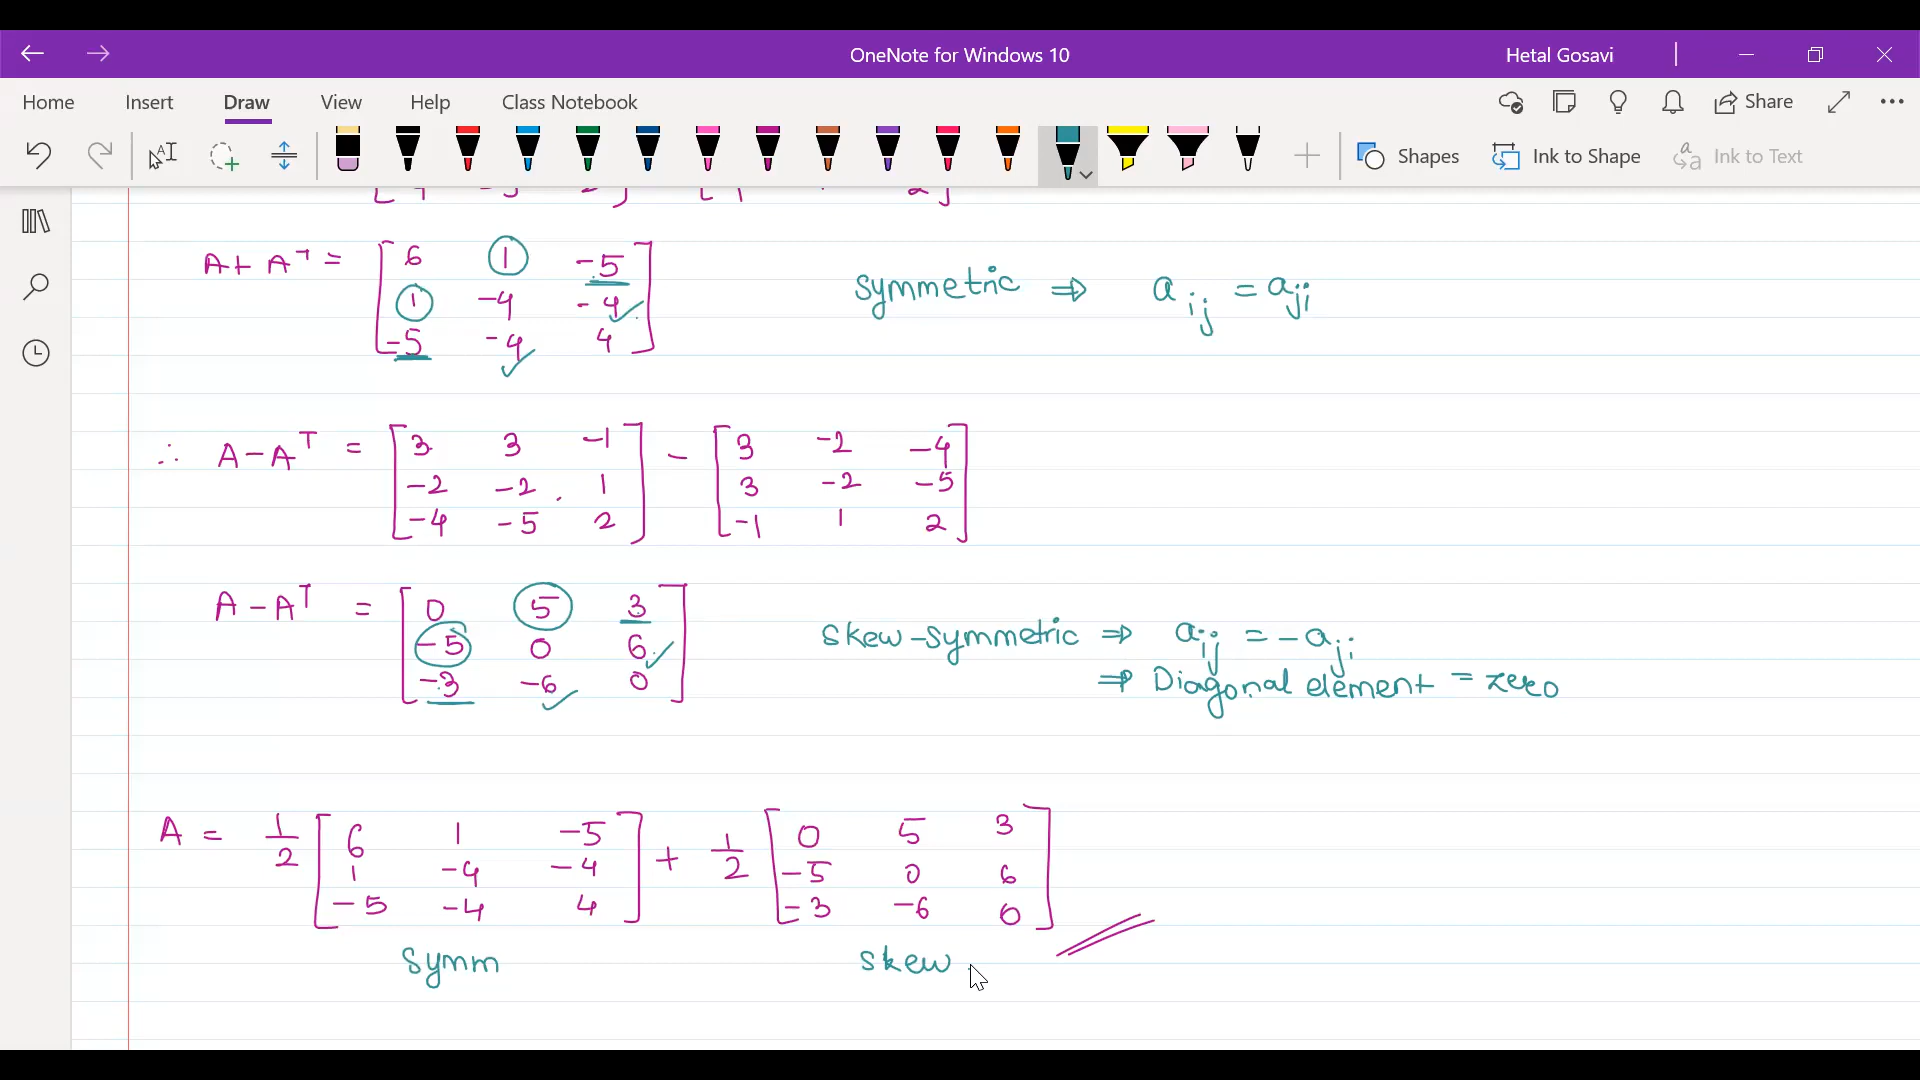 OneNote for Windows 10
Hetal Gosavi
Home Insert Draw View Help Class Notebook
Share
Shapes Ink to Shape Ink to Text
A + Aᵀ = [ 6 1 -5
1 -4 -4
-5 -4 4 ]
Symmetric ⇒ a ij = a ji
∴ A - Aᵀ = [ 3 3 -1 ] - [ 3 -2 -4 ]
-2 -2 1 3 -2 -5
-4 -5 2 -1 1 2
A - Aᵀ = [ 0 5 3
-5 0 6
-3 -6 0 ]
Skew-symmetric ⇒ a ij = - a ji
⇒ Diagonal element = zero
A = 1/2 [ 6 1 -5 ] + 1/2 [ 0 5 3 ]
1 -4 -4 -5 0 6
-5 -4 4 -3 -6 0
Symm skew